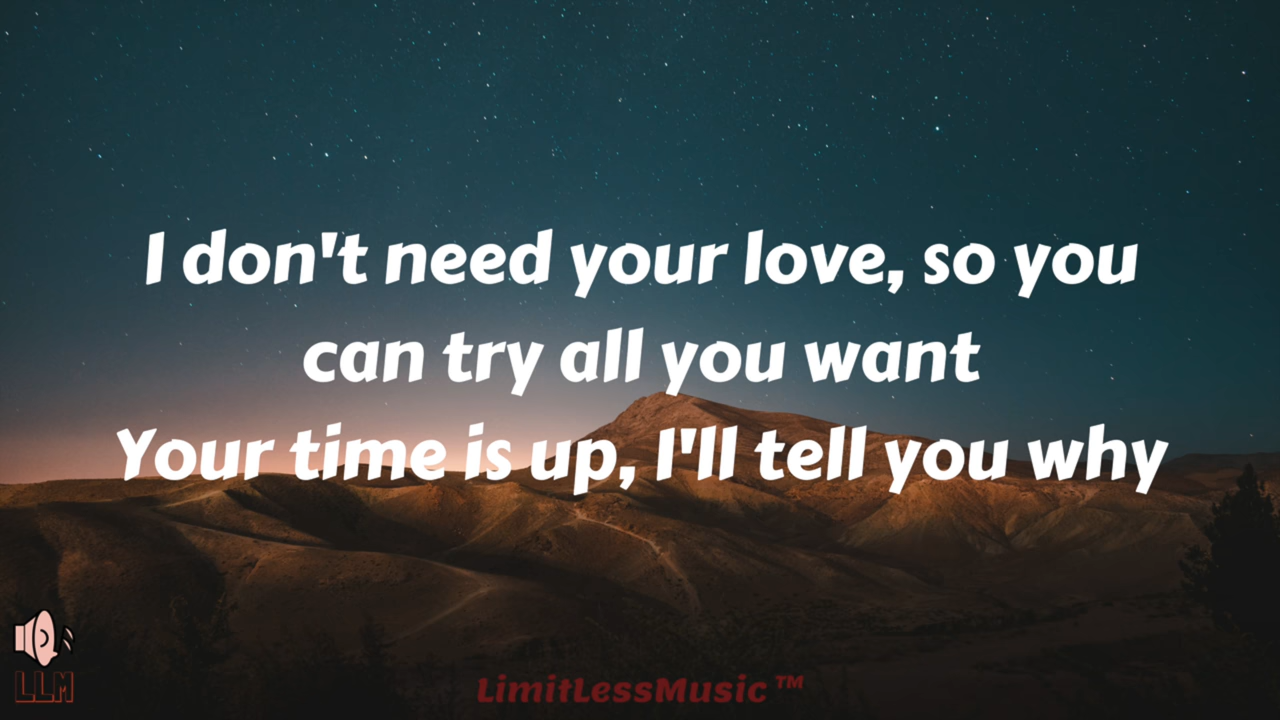 I don't need your love, so you
can try all you want
Your time is up, I'll tell you why
LLM
LimitLessMusic ™